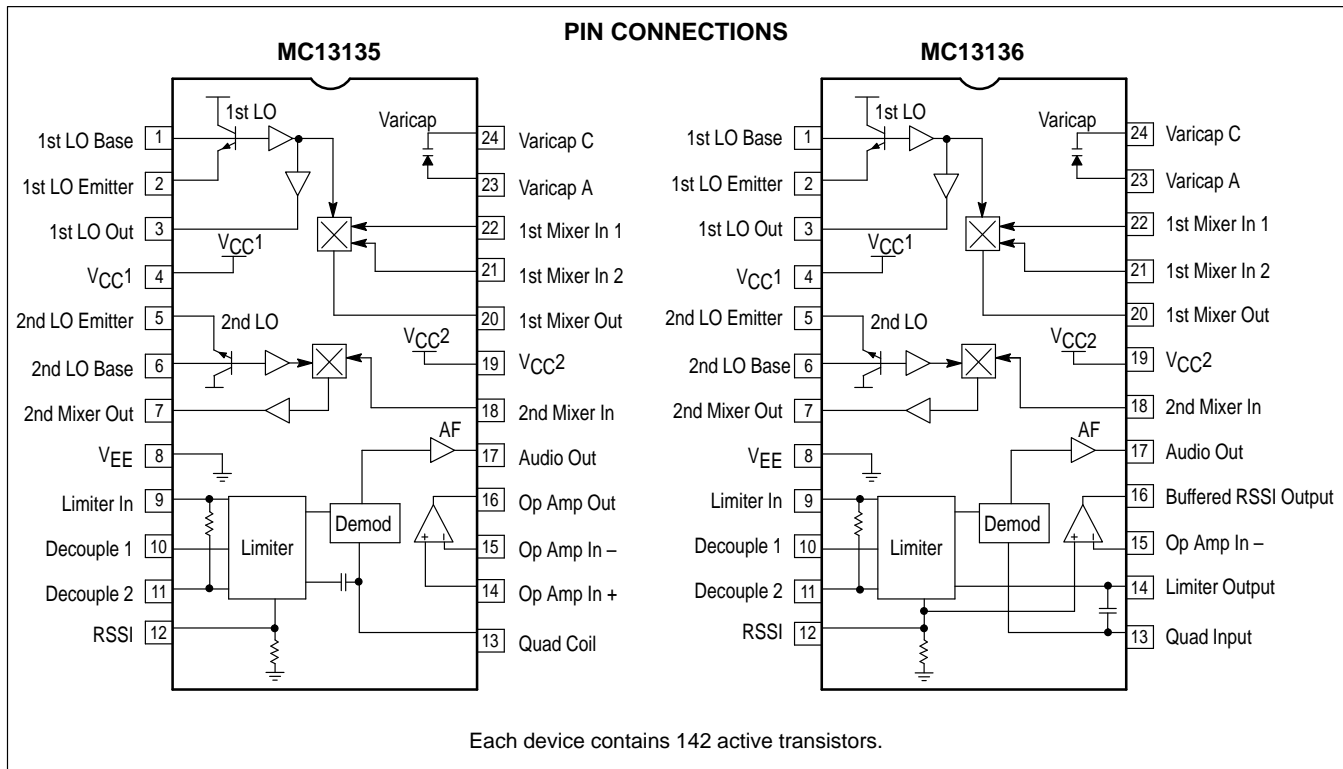 PIN CONNECTIONS
MC13135
1st LO
Varicap
1st LO Base 1
1st LO Emitter 2
1st LO Out 3
VCC1
VCC1 4
2nd LO Emitter 5
2nd LO
2nd LO Base 6
2nd Mixer Out 7
VEE 8
Limiter In 9
Decouple 1 10
Decouple 2 11
RSSI 12
Limiter
Demod
AF
+ –
VCC2
24 Varicap C
23 Varicap A
22 1st Mixer In 1
21 1st Mixer In 2
20 1st Mixer Out
19 VCC2
18 2nd Mixer In
17 Audio Out
16 Op Amp Out
15 Op Amp In –
14 Op Amp In +
13 Quad Coil
MC13136
1st LO
Varicap
1st LO Base 1
1st LO Emitter 2
1st LO Out 3
VCC1
VCC1 4
2nd LO Emitter 5
2nd LO
2nd LO Base 6
2nd Mixer Out 7
VEE 8
Limiter In 9
Decouple 1 10
Decouple 2 11
RSSI 12
Limiter
Demod
AF
+ –
VCC2
24 Varicap C
23 Varicap A
22 1st Mixer In 1
21 1st Mixer In 2
20 1st Mixer Out
19 VCC2
18 2nd Mixer In
17 Audio Out
16 Buffered RSSI Output
15 Op Amp In –
14 Limiter Output
13 Quad Input
Each device contains 142 active transistors.